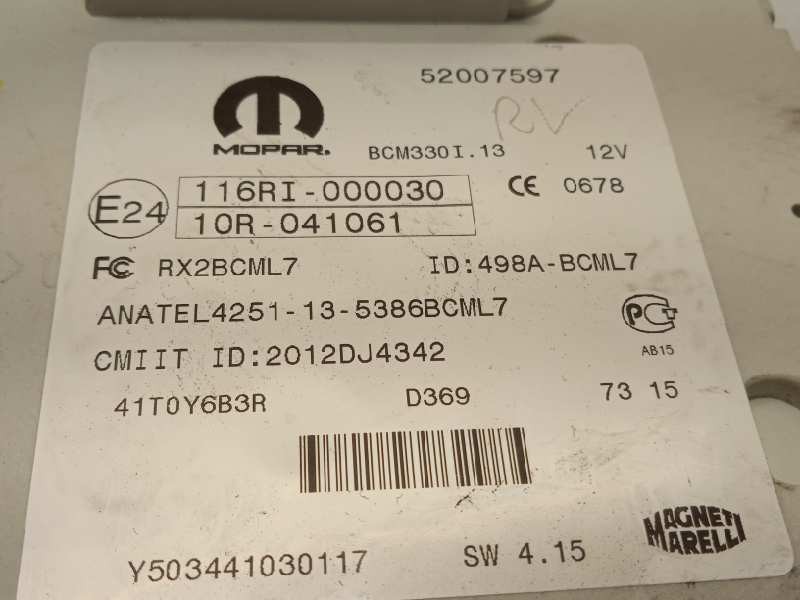 52007597
RV
MOPAR.
BCM330I.13 12V
E24
116RI-000030
CE 0678
10R-041061
FC RX2BCML7 ID:498A-BCML7
ANATEL4251-13-5386BCML7
PCT
CMIIT ID:2012DJ4342
AB15
41T0Y6B3R D369 73 15
Y503441030117 SW 4.15
MAGNETI
MARELLI